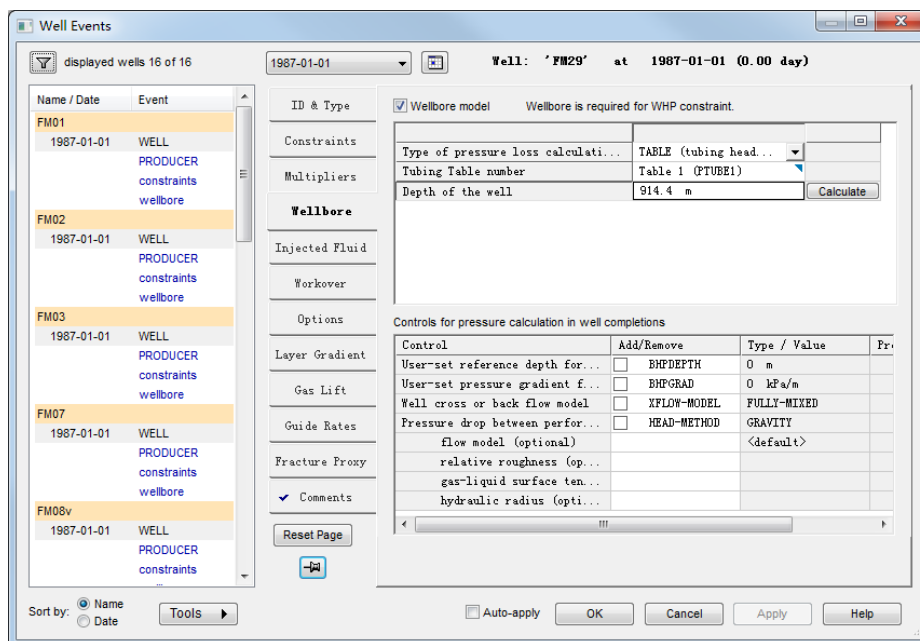 Well Events
displayed wells 16 of 16
1987-01-01
Well: 'FM29' at 1987-01-01 (0.00 day)
Name / Date Event
FM01
1987-01-01 WELL
PRODUCER
constraints
wellbore
FM02
1987-01-01 WELL
PRODUCER
constraints
wellbore
FM03
1987-01-01 WELL
PRODUCER
constraints
wellbore
FM07
1987-01-01 WELL
PRODUCER
constraints
wellbore
FM08v
1987-01-01 WELL
PRODUCER
constraints
Sort by: Name
Date
Tools
ID & Type
Constraints
Multipliers
Wellbore
Injected Fluid
Workover
Options
Layer Gradient
Gas Lift
Guide Rates
Fracture Proxy
Comments
Reset Page
Wellbore model Wellbore is required for WHP constraint.
Type of pressure loss calculati... TABLE (tubing head...
Tubing Table number Table 1 (PTUBE1)
Depth of the well 914.4 m Calculate
Controls for pressure calculation in well completions
Control Add/Remove Type / Value Pre
User-set reference depth for... BHPDEPTH 0 m
User-set pressure gradient f... BHPGRAD 0 kPa/m
Well cross or back flow model XFLOW-MODEL FULLY-MIXED
Pressure drop between perfor... HEAD-METHOD GRAVITY
flow model (optional) <default>
relative roughness (op...
gas-liquid surface ten...
hydraulic radius (opti...
Auto-apply OK Cancel Apply Help